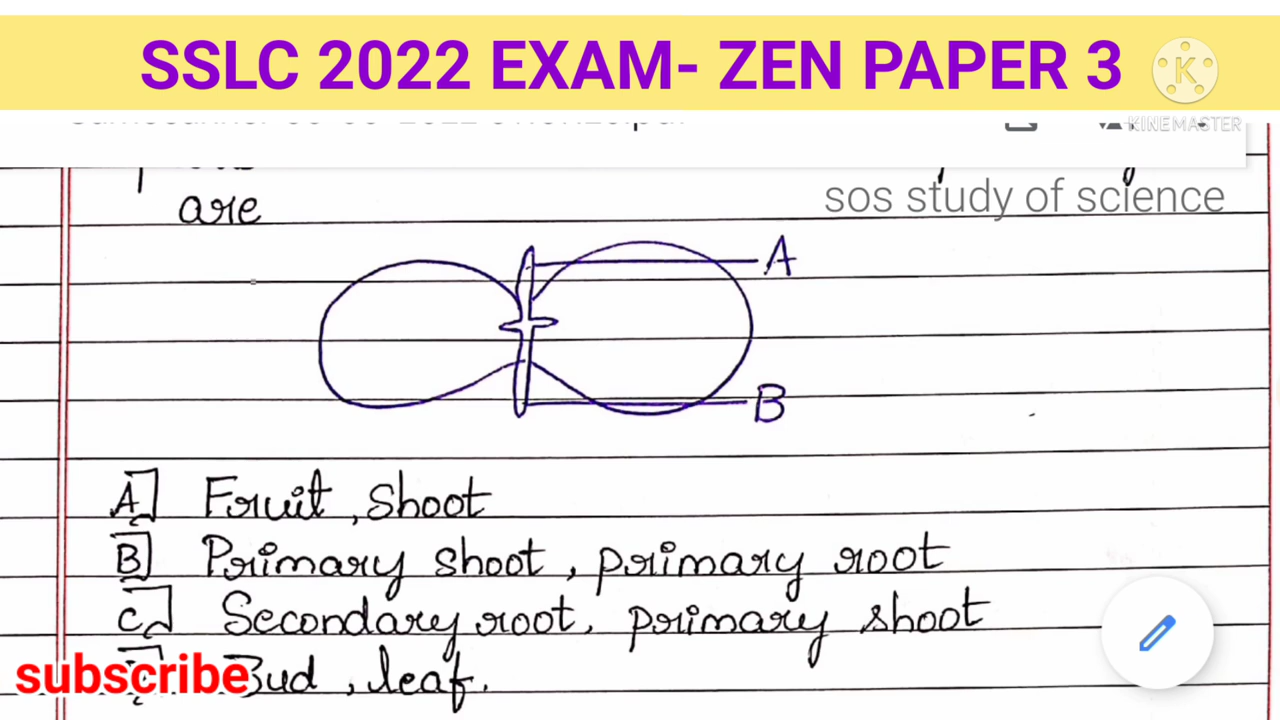 SSLC 2022 EXAM- ZEN PAPER 3
K
KINEMASTER
are
sos study of science
A
B
A] Fruit, shoot
B] Primary shoot, primary root
C] Secondary root, primary shoot
Bud, leaf.
subscribe